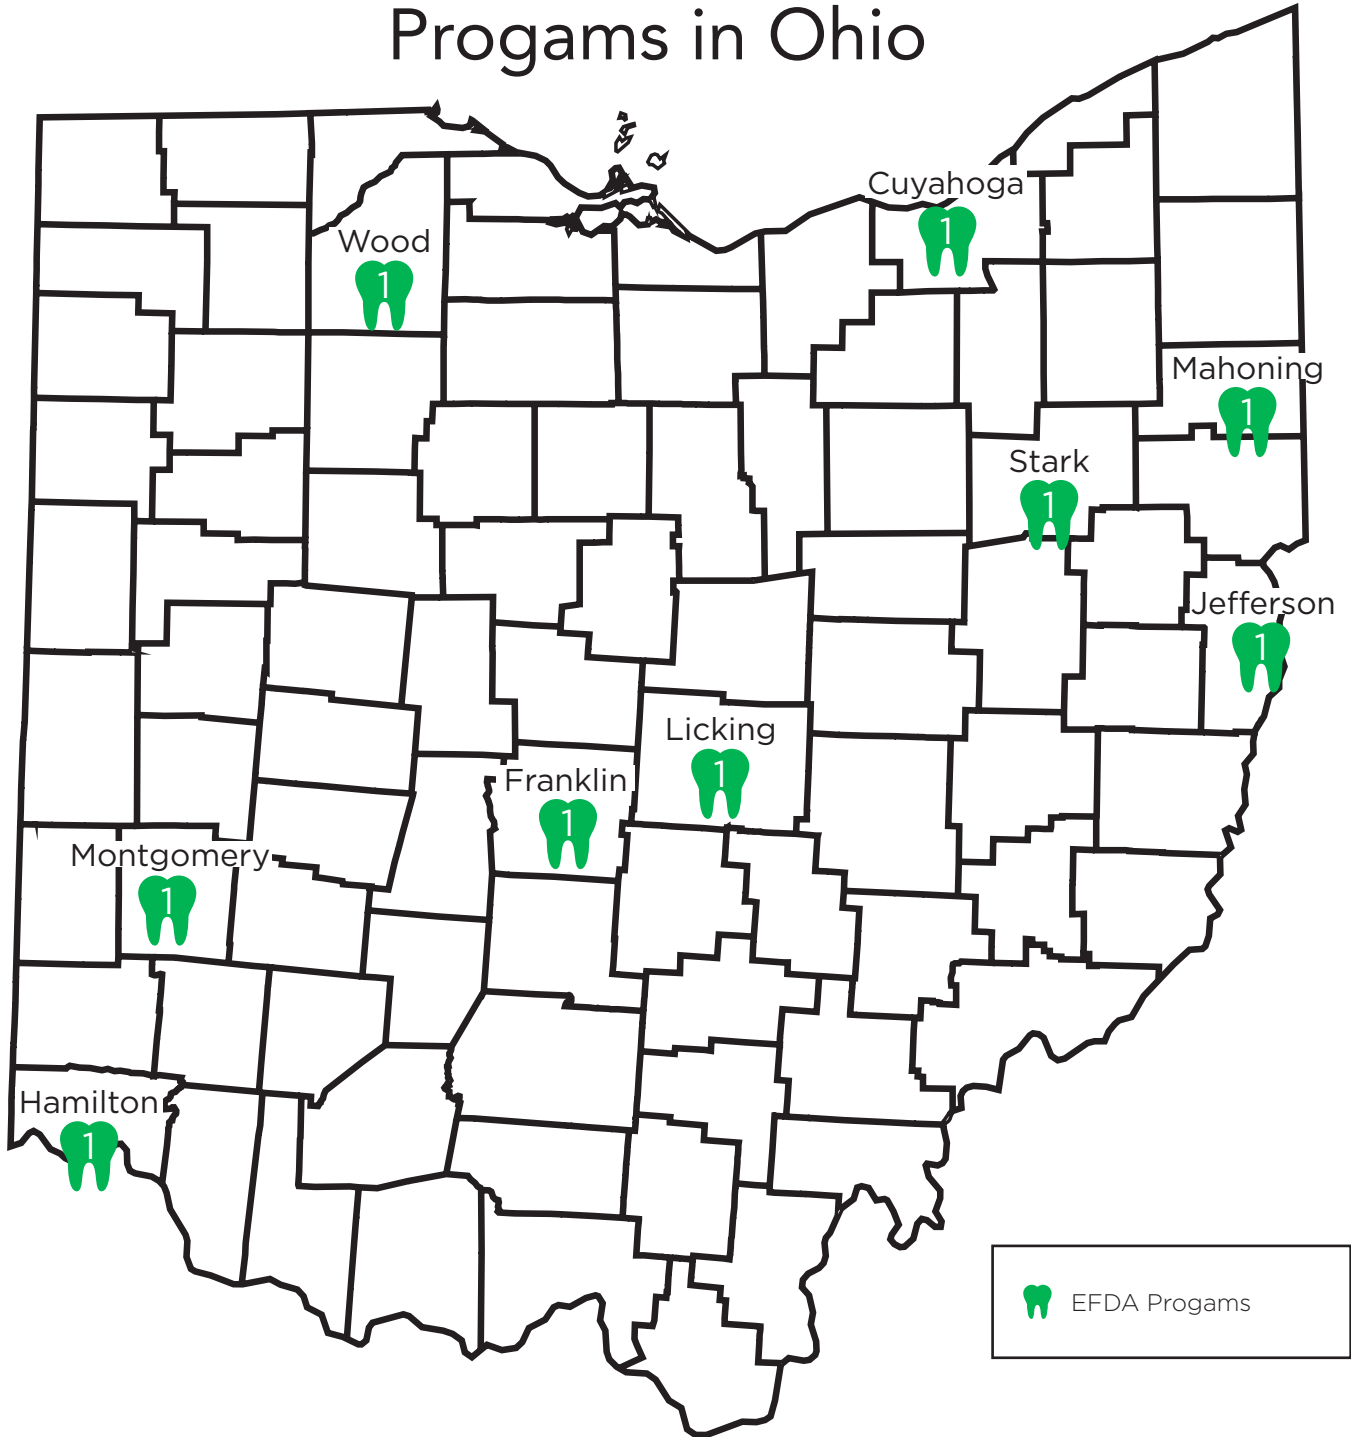 Progams in Ohio
Cuyahoga
1
Wood
1
Mahoning
1
Stark
1
Jefferson
1
Licking
1
Franklin
1
Montgomery
1
Hamilton
1
EFDA Progams